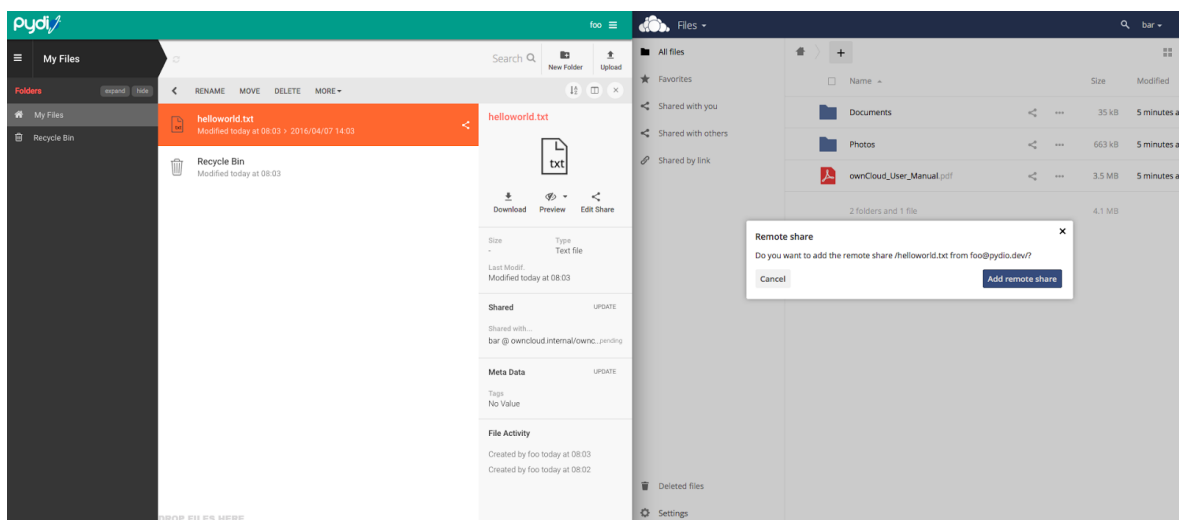 pydio
foo
My Files
Search
New Folder
Upload
Folders
expand
hide
My Files
Recycle Bin
RENAME MOVE DELETE MORE
helloworld.txt
Modified today at 08:03 > 2016/04/07 14:03
Recycle Bin
Modified today at 08:03
DROP FILES HERE
helloworld.txt
txt
Download Preview Edit Share
Size Type
- Text file
Last Modif.
Modified today at 08:03
Shared UPDATE
Shared with...
bar @ owncloud.internal/ownc... pending
Meta Data UPDATE
Tags
No Value
File Activity
Created by foo today at 08:03
Created by foo today at 08:02
Files
bar
All files
Favorites
Shared with you
Shared with others
Shared by link
Deleted files
Settings
+
Name Size Modified
Documents 35 kB 5 minutes a
Photos 663 kB 5 minutes a
ownCloud_User_Manual.pdf 3.5 MB 5 minutes a
2 folders and 1 file 4.1 MB
Remote share
Do you want to add the remote share /helloworld.txt from foo@pydio.dev/?
Cancel Add remote share